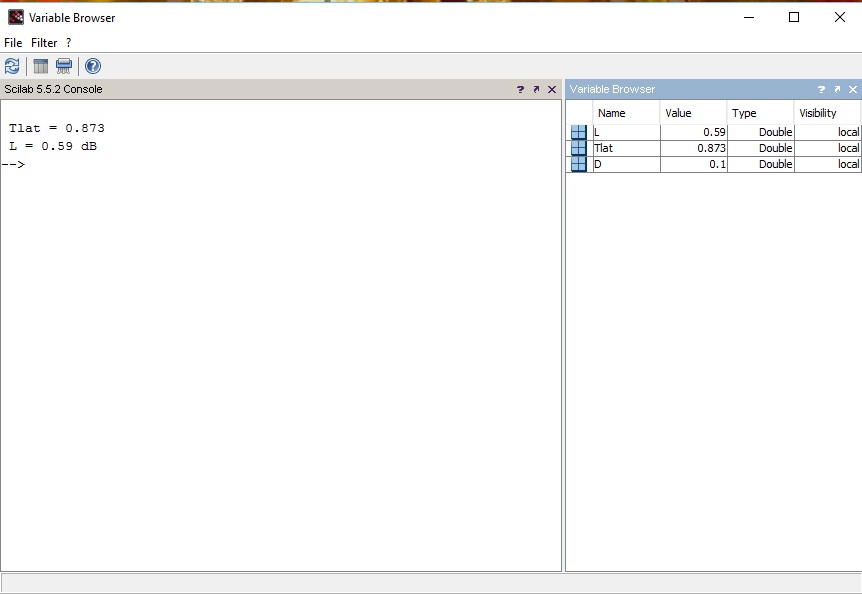 Variable Browser
File Filter ?
Scilab 5.5.2 Console ?
Tlat = 0.873
L = 0.59 dB
-->
Variable Browser ?
Name Value Type Visibility
L 0.59 Double local
Tlat 0.873 Double local
D 0.1 Double local